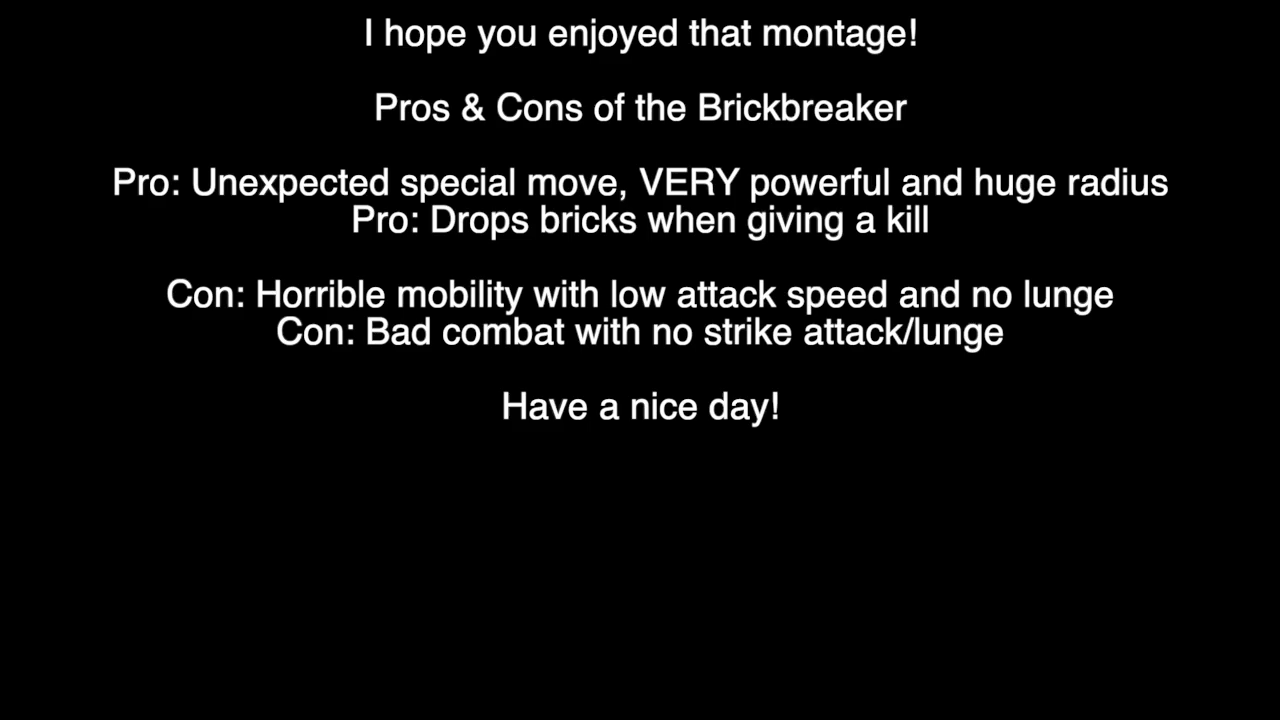 I hope you enjoyed that montage!
Pros & Cons of the Brickbreaker
Pro: Unexpected special move, VERY powerful and huge radius
Pro: Drops bricks when giving a kill
Con: Horrible mobility with low attack speed and no lunge
Con: Bad combat with no strike attack/lunge
Have a nice day!